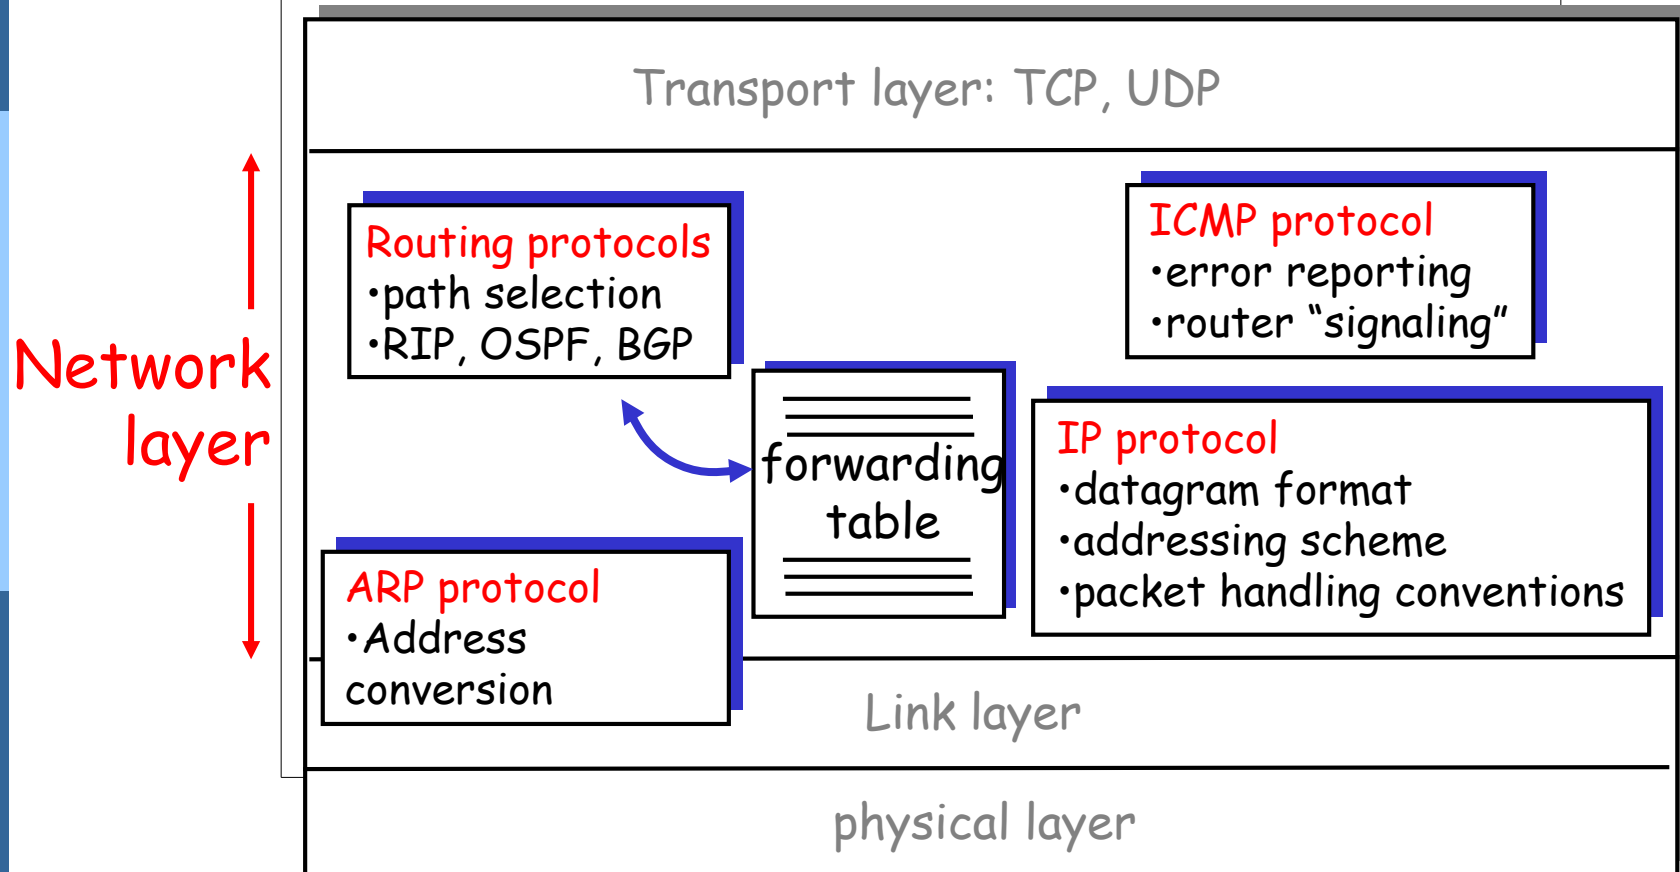 Transport layer: TCP, UDP
Network
layer
Routing protocols
•path selection
•RIP, OSPF, BGP
ICMP protocol
•error reporting
•router “signaling”
forwarding
table
IP protocol
•datagram format
•addressing scheme
•packet handling conventions
ARP protocol
•Address
conversion
Link layer
physical layer